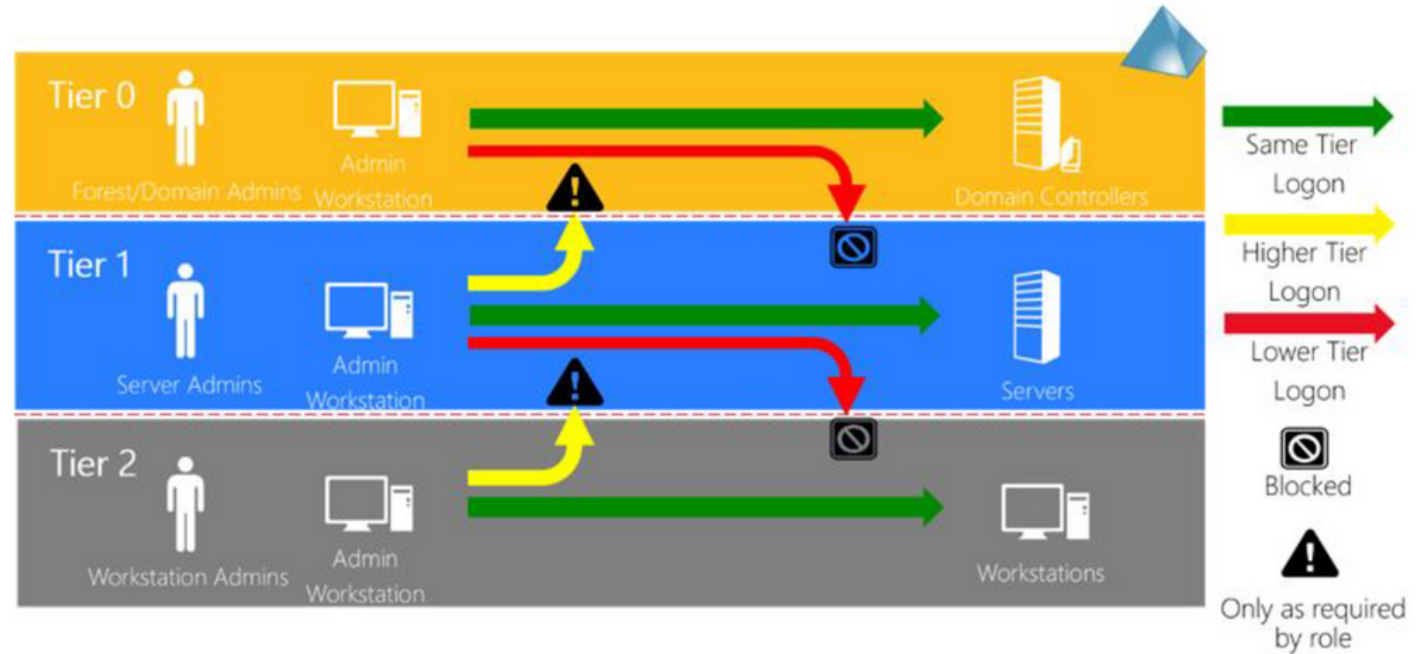 Tier 0
Admin
Workstation
Forest/Domain Admins
Domain Controllers
Tier 1
Admin
Workstation
Server Admins
Servers
Tier 2
Admin
Workstation
Workstation Admins
Workstations
Same Tier
Logon
Higher Tier
Logon
Lower Tier
Logon
Blocked
Only as required
by role